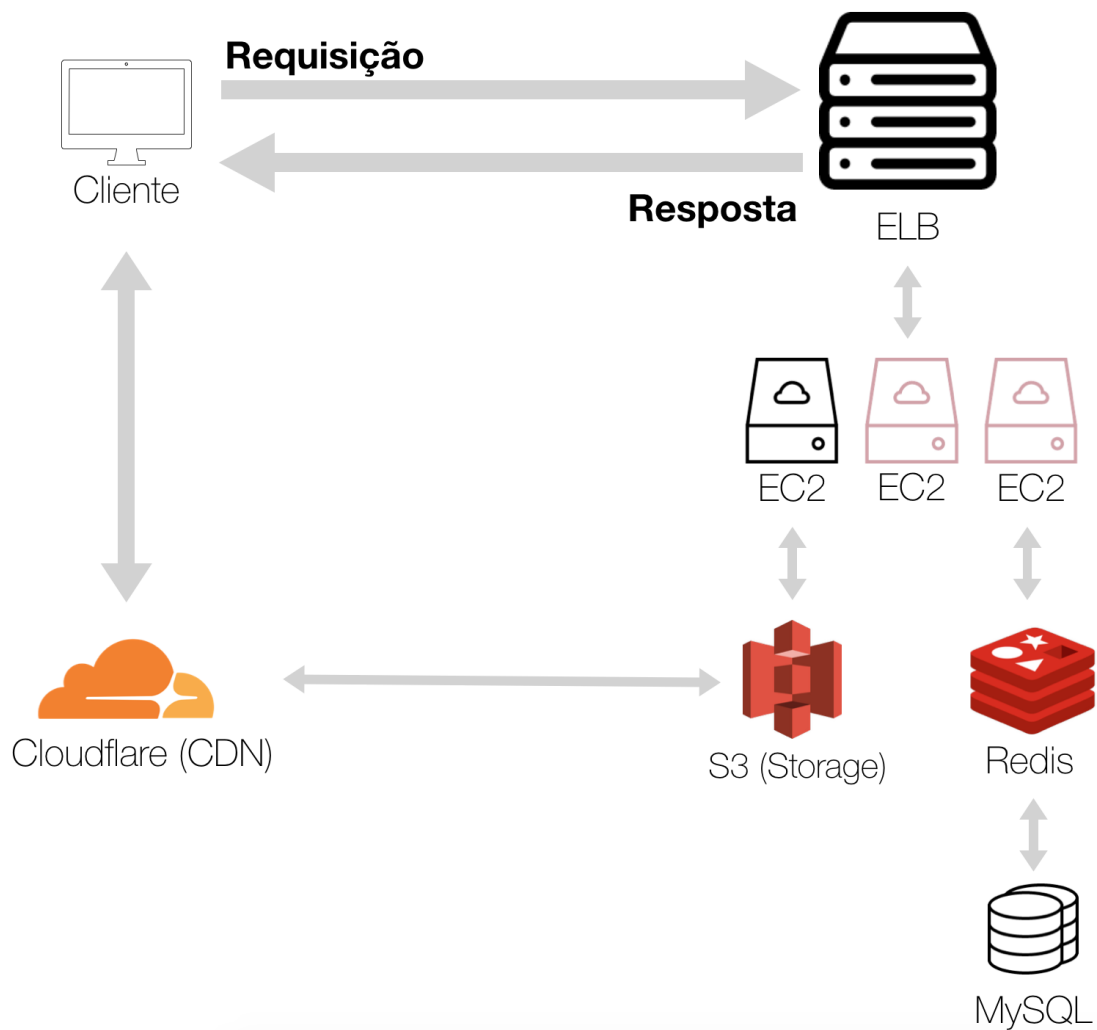 Requisição
Cliente
Resposta
ELB
EC2
EC2
EC2
Cloudflare (CDN)
S3 (Storage)
Redis
MySQL